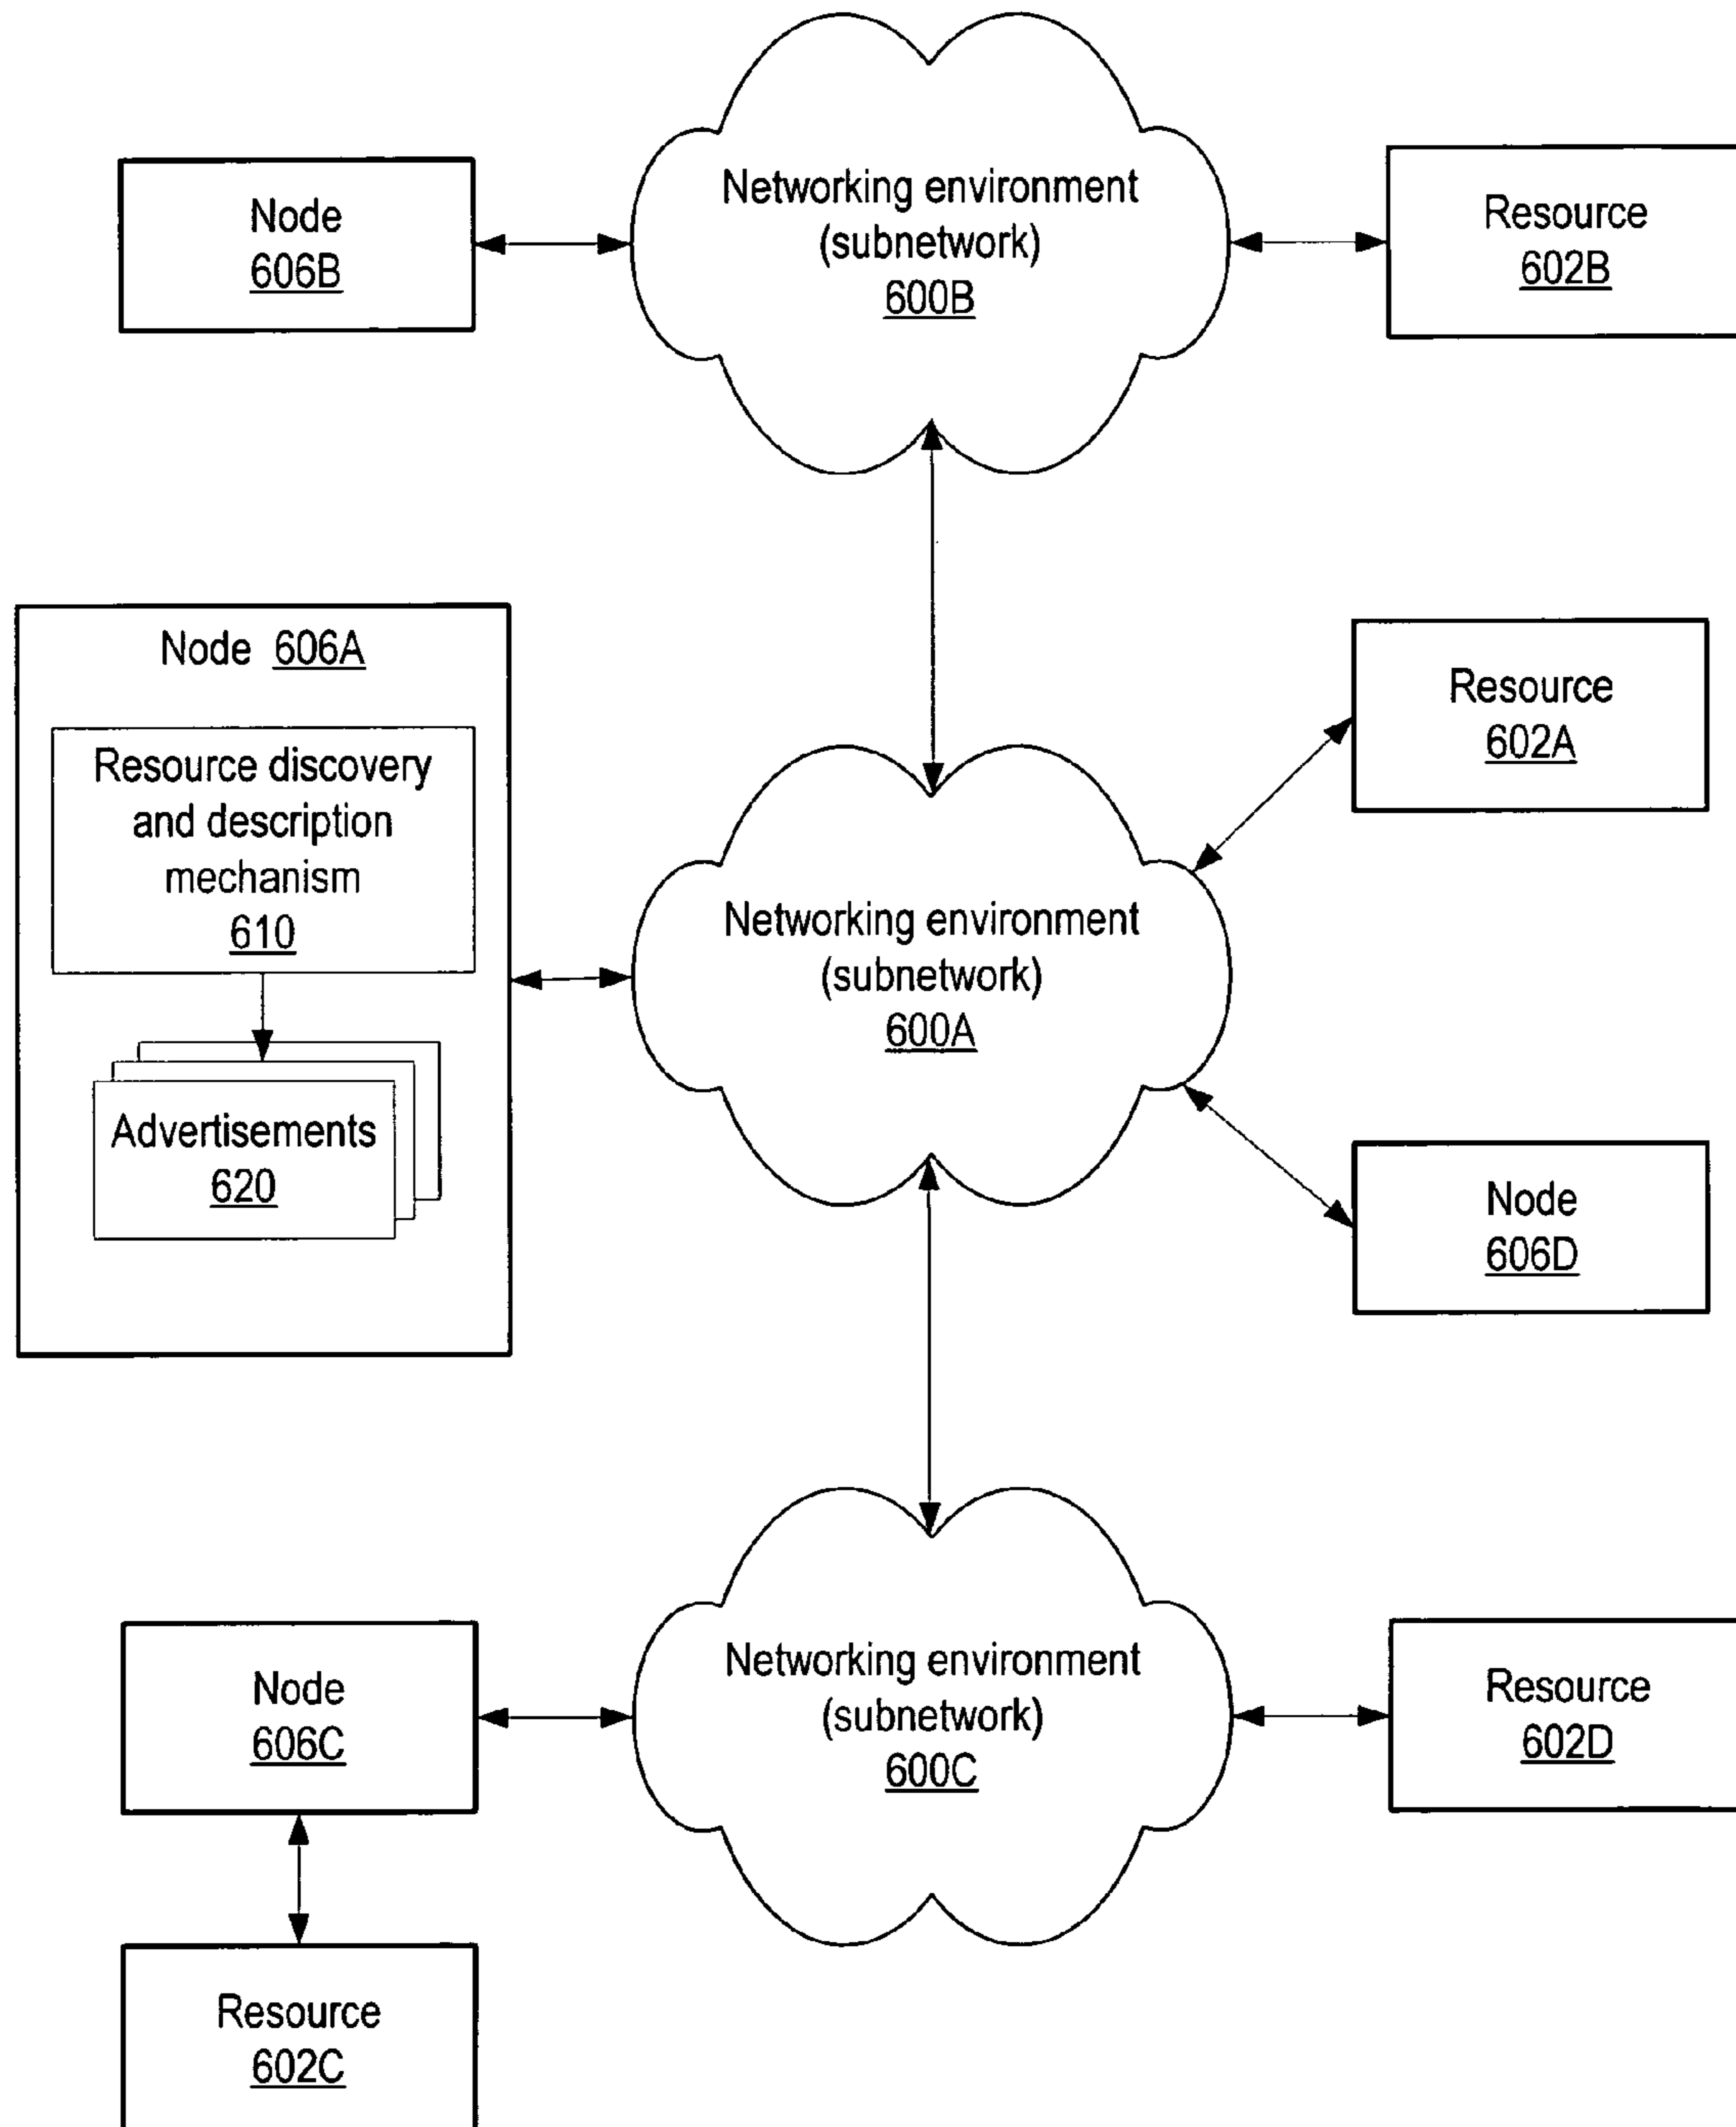 Node
606B
Networking environment
(subnetwork)
600B
Resource
602B
Node 606A
Resource discovery
and description
mechanism
610
Advertisements
620
Networking environment
(subnetwork)
600A
Resource
602A
Node
606D
Node
606C
Networking environment
(subnetwork)
600C
Resource
602D
Resource
602C